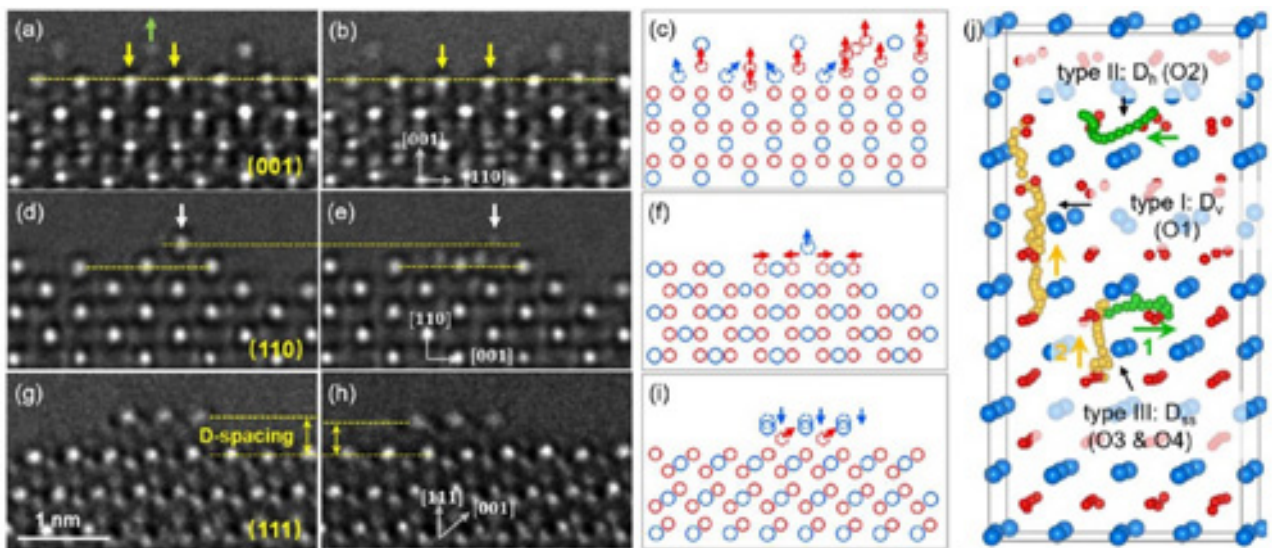 (a)
(001)
(b)
[001]
[110]
(c)
(d)
(110)
(e)
[110]
[001]
(f)
(g)
D-spacing
1 nm
(111)
(h)
[111]
[001]
(i)
(j)
type II: Dh (O2)
type I: Dv
(O1)
1
2
type III: Dss
(O3 & O4)